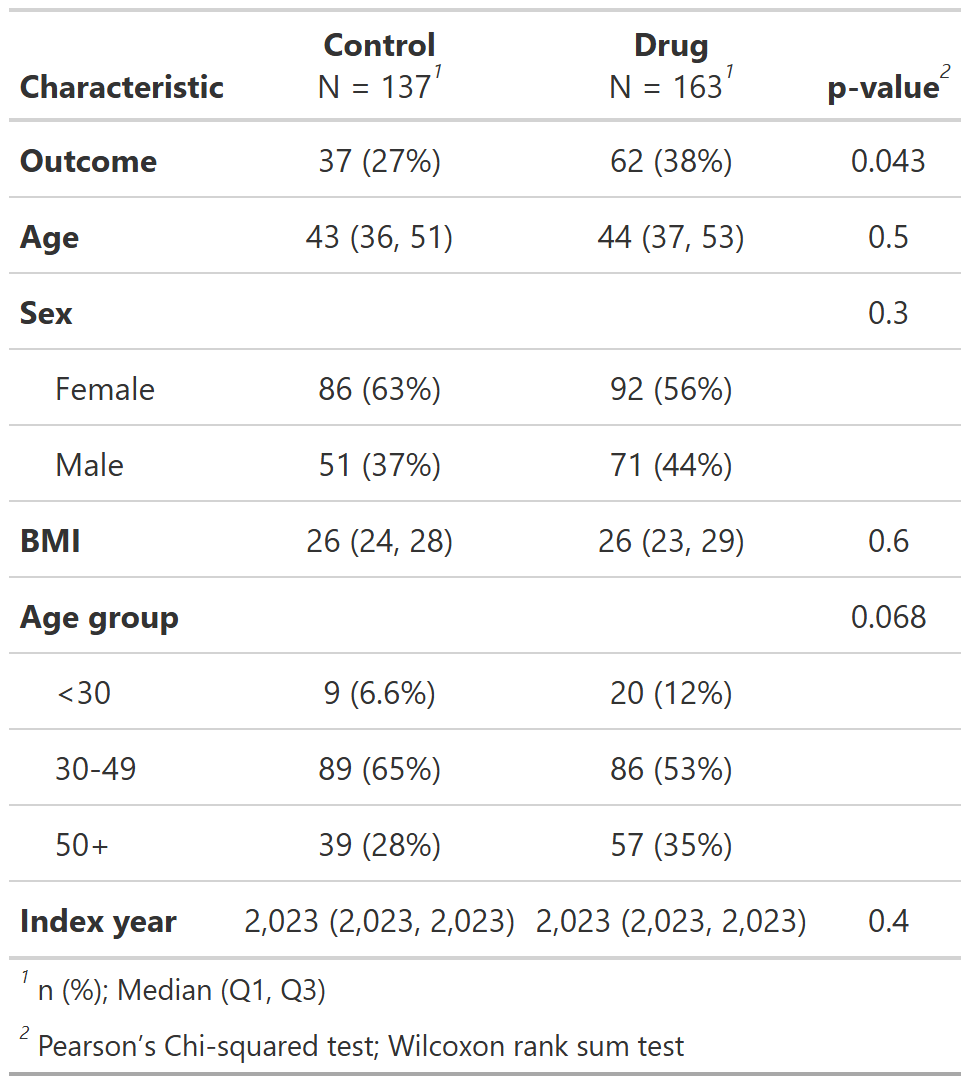 Characteristic Control N = 137¹ Drug N = 163¹ p-value²
Outcome 37 (27%) 62 (38%) 0.043
Age 43 (36, 51) 44 (37, 53) 0.5
Sex 0.3
Female 86 (63%) 92 (56%)
Male 51 (37%) 71 (44%)
BMI 26 (24, 28) 26 (23, 29) 0.6
Age group 0.068
<30 9 (6.6%) 20 (12%)
30-49 89 (65%) 86 (53%)
50+ 39 (28%) 57 (35%)
Index year 2,023 (2,023, 2,023) 2,023 (2,023, 2,023) 0.4
¹ n (%); Median (Q1, Q3)
² Pearson’s Chi-squared test; Wilcoxon rank sum test